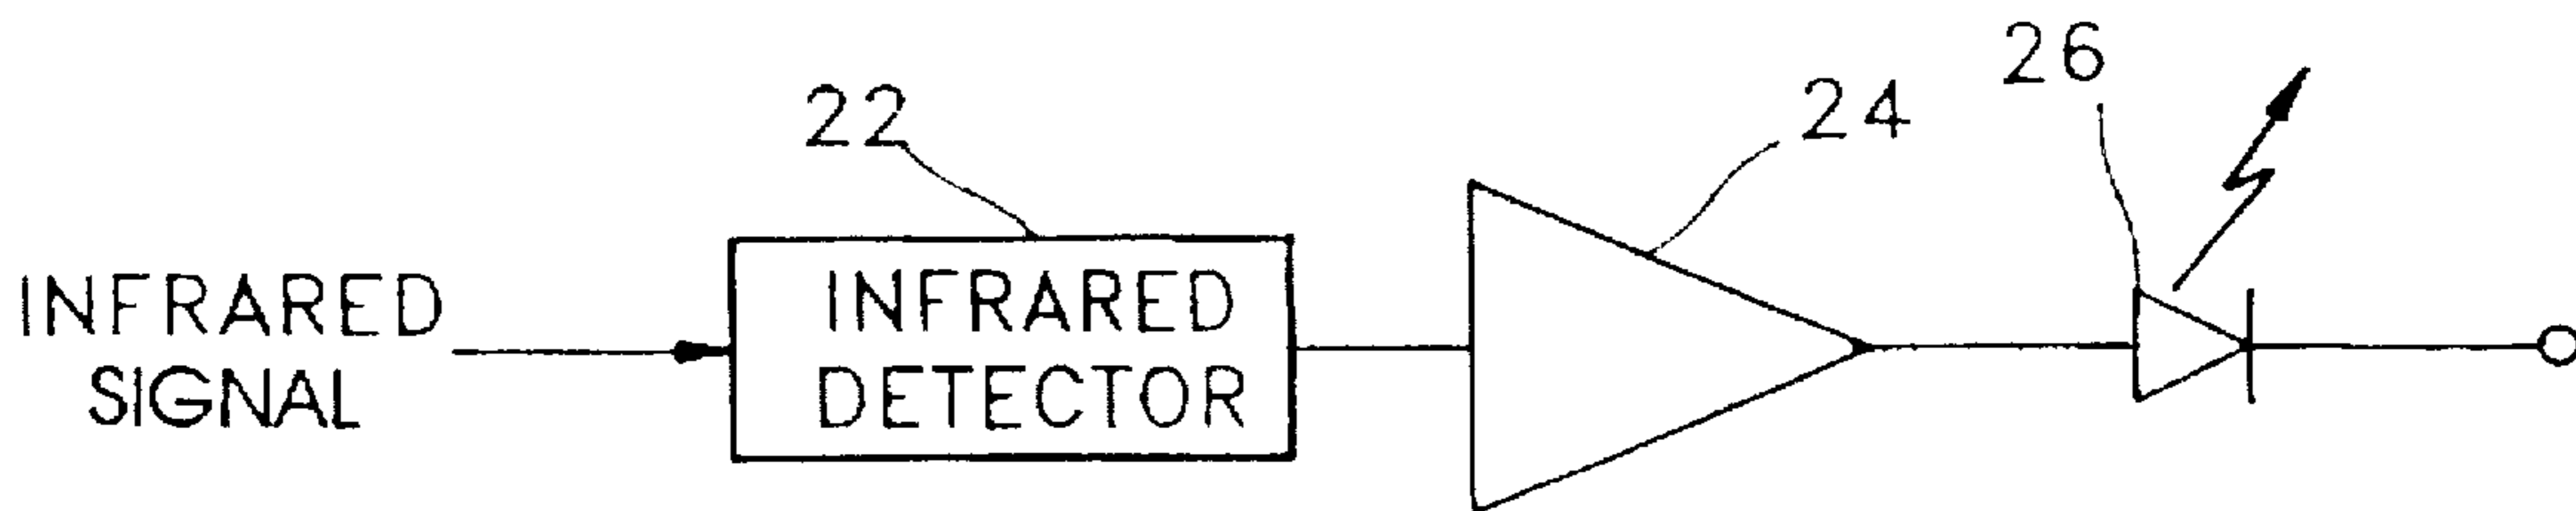 22
24
26
INFRARED
SIGNAL
INFRARED
DETECTOR